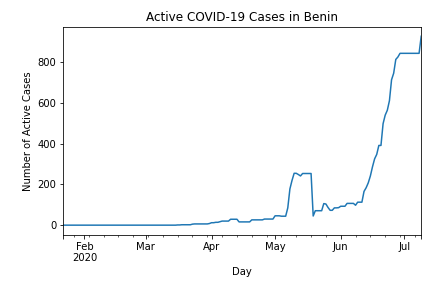 Active COVID-19 Cases in Benin
Number of Active Cases
800
600
400
200
0
Feb Mar Apr May Jun Jul
2020
Day